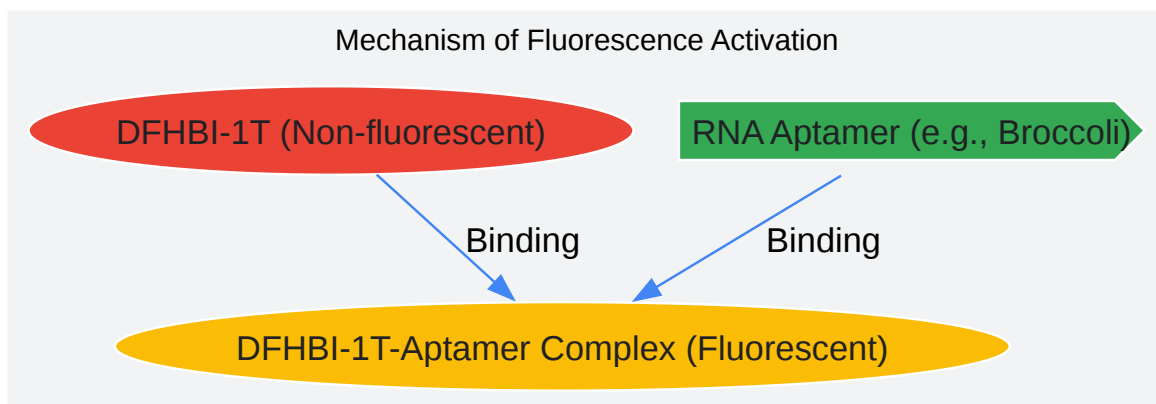 Mechanism of Fluorescence Activation
DFHBI-1T (Non-fluorescent)
RNA Aptamer (e.g., Broccoli)
Binding
Binding
DFHBI-1T-Aptamer Complex (Fluorescent)